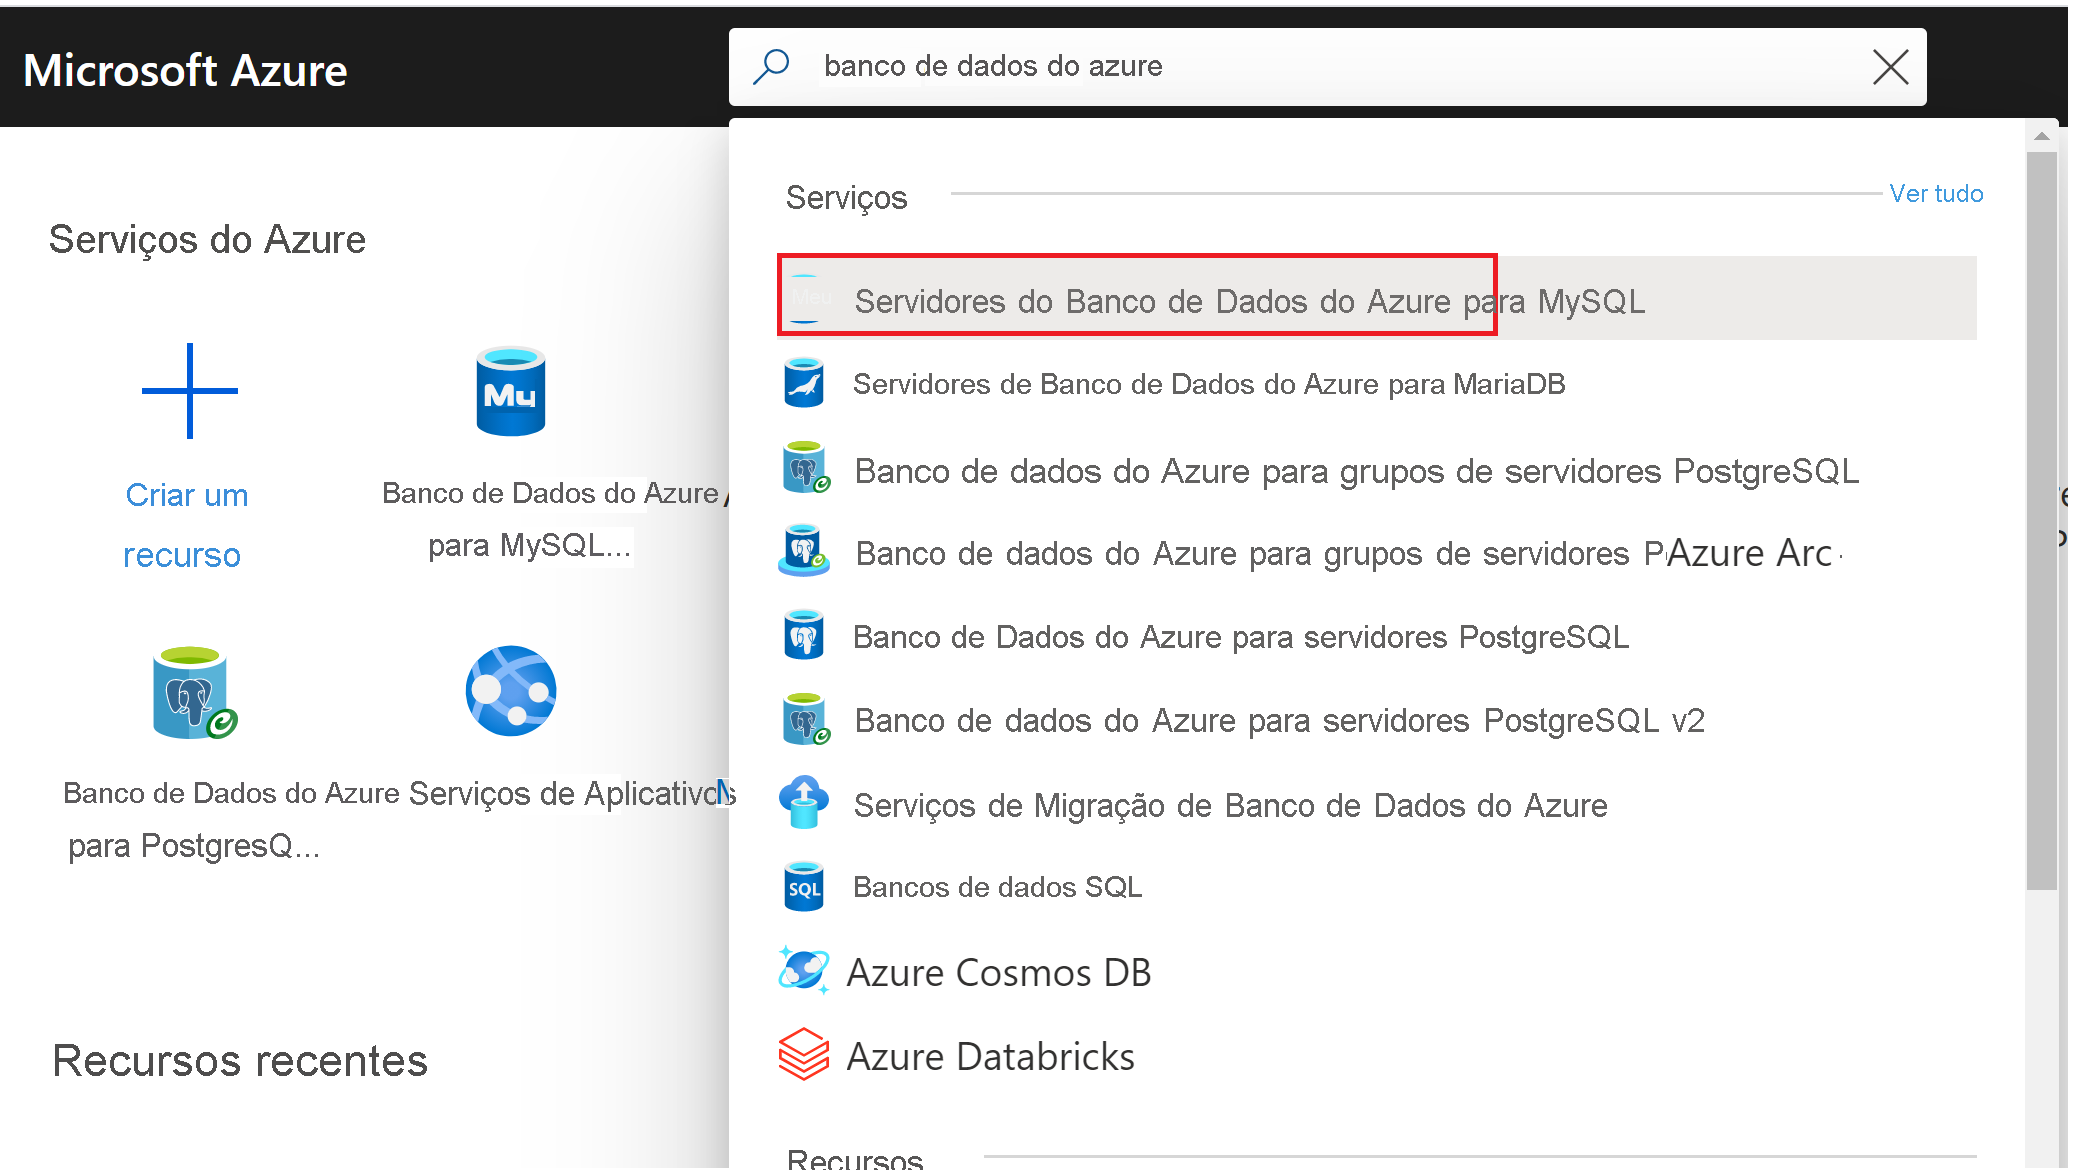 Microsoft Azure
banco de dados do azure
Serviços do Azure
Criar um
recurso
My
Banco de Dados do Azure
para MySQL...
Banco de Dados do Azure
para PostgresQ...
Serviços de Aplicativos
Recursos recentes
Serviços
Ver tudo
Meu
Servidores do Banco de Dados do Azure para MySQL
Servidores de Banco de Dados do Azure para MariaDB
Banco de dados do Azure para grupos de servidores PostgreSQL
Banco de dados do Azure para grupos de servidores P Azure Arc
Banco de Dados do Azure para servidores PostgreSQL
Banco de dados do Azure para servidores PostgreSQL v2
Serviços de Migração de Banco de Dados do Azure
SQL
Bancos de dados SQL
Azure Cosmos DB
Azure Databricks
Recursos